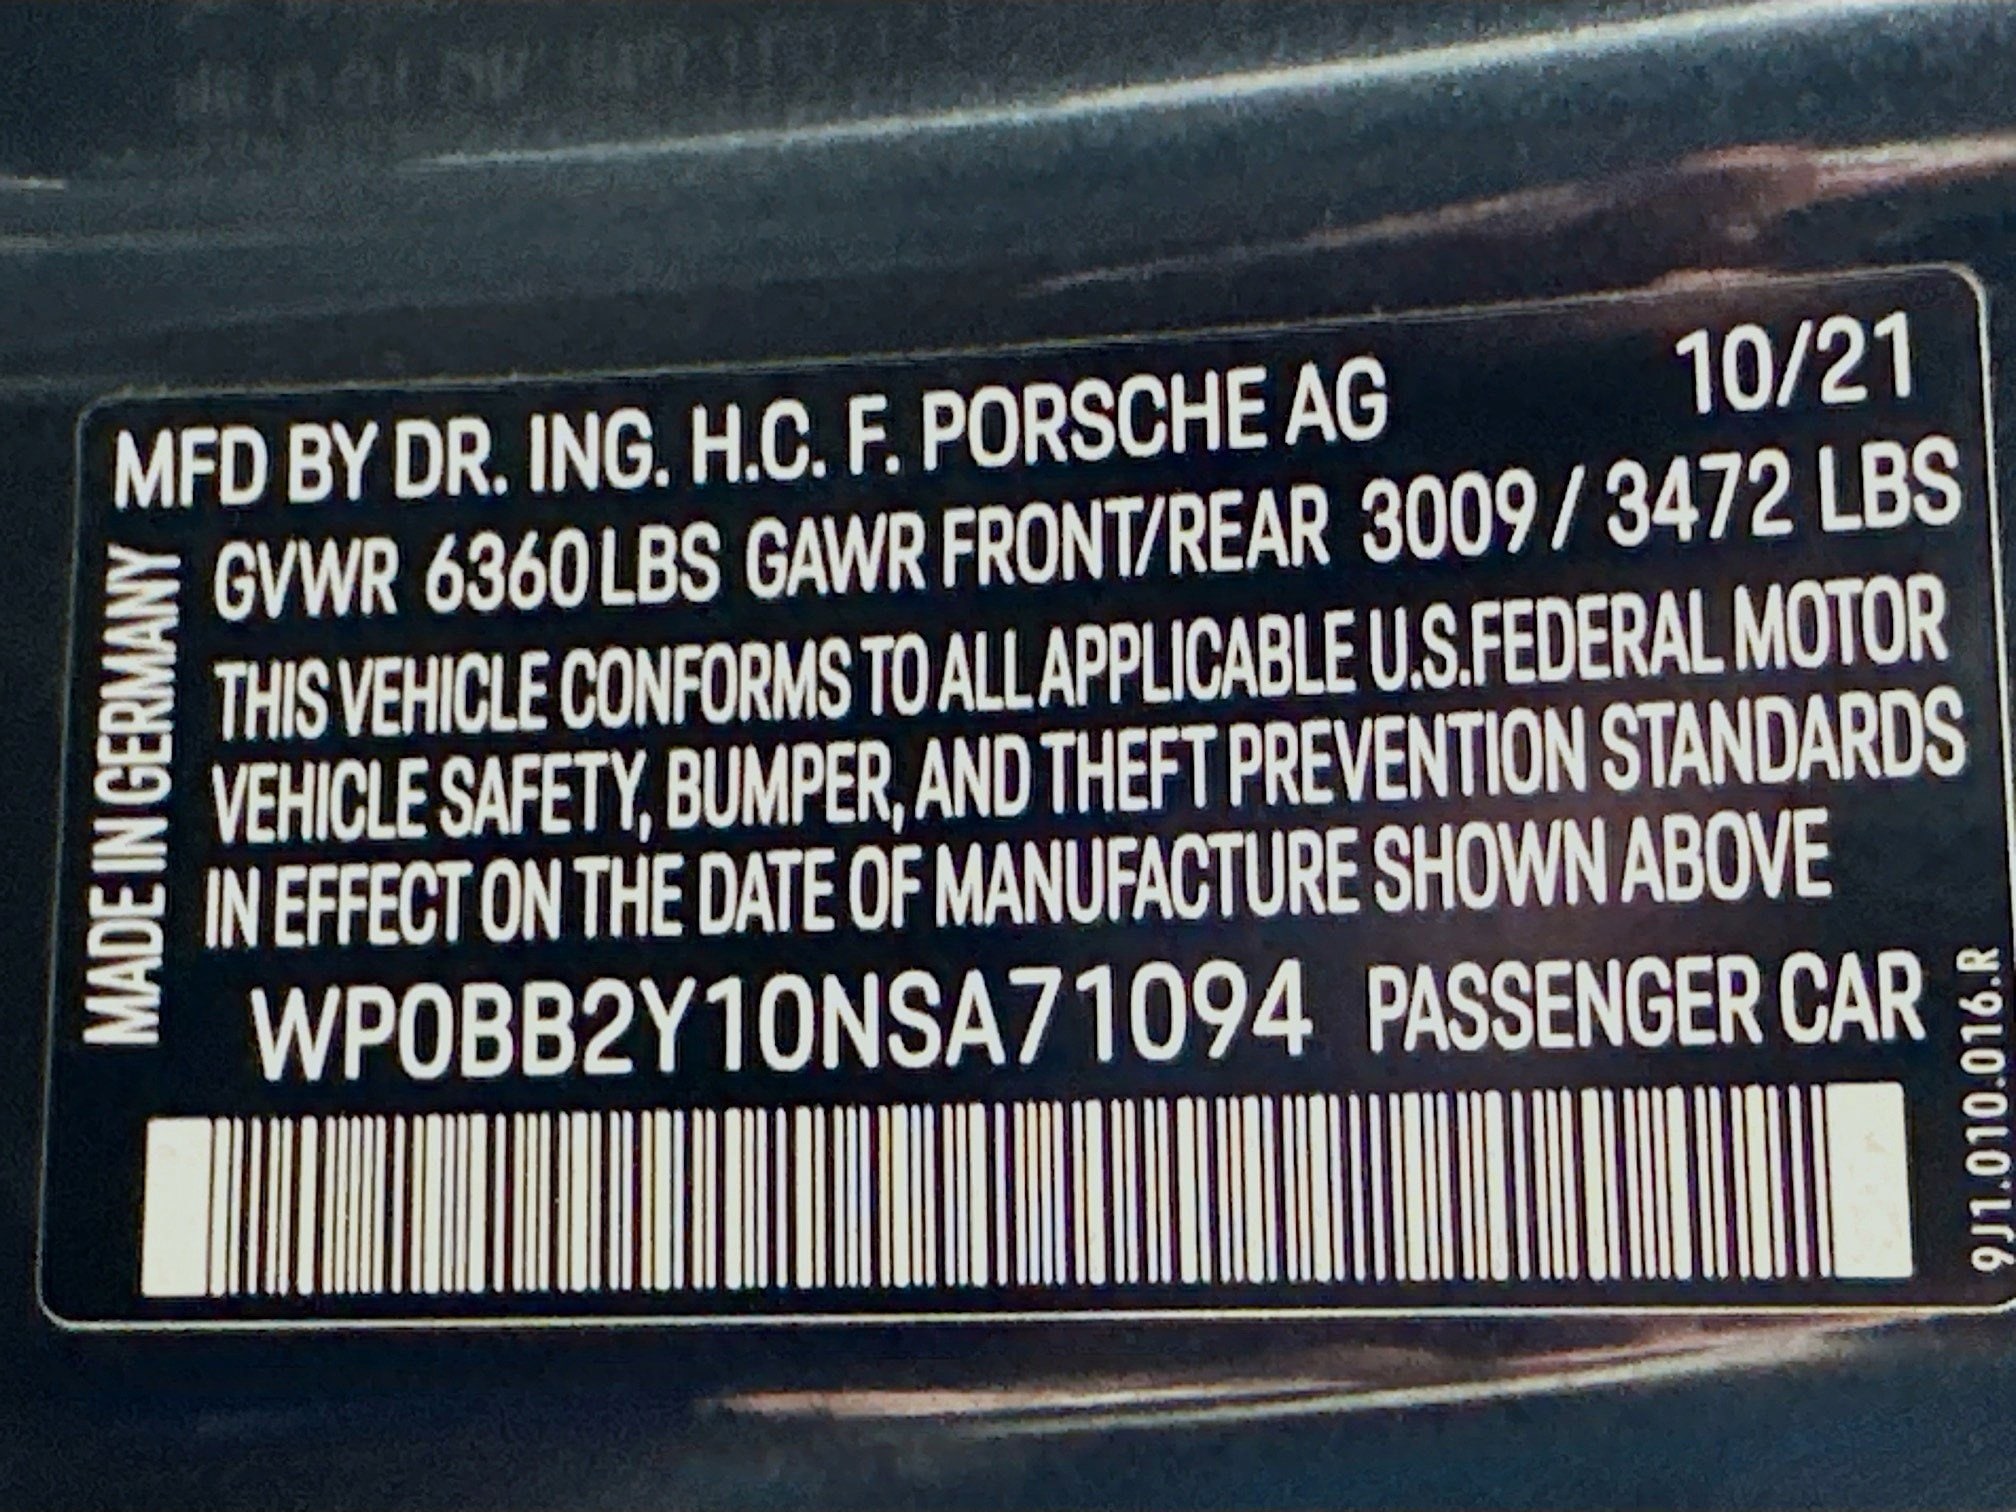 MFD BY DR. ING. H.C. F. PORSCHE AG 10/21
GVWR 6360 LBS GAWR FRONT/REAR 3009 / 3472 LBS
THIS VEHICLE CONFORMS TO ALL APPLICABLE U.S.FEDERAL MOTOR
VEHICLE SAFETY, BUMPER, AND THEFT PREVENTION STANDARDS
IN EFFECT ON THE DATE OF MANUFACTURE SHOWN ABOVE
WP0BB2Y10NSA71094 PASSENGER CAR
MADE IN GERMANY
9J1.010.016.R